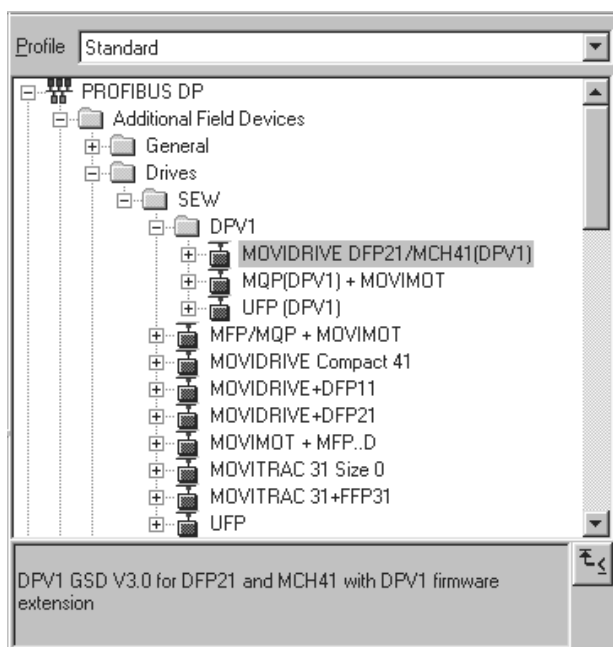 Profile Standard
PROFIBUS DP
Additional Field Devices
General
Drives
SEW
DPV1
MOVIDRIVE DFP21/MCH41(DPV1)
MQP(DPV1) + MOVIMOT
UFP (DPV1)
MFP/MQP + MOVIMOT
MOVIDRIVE Compact 41
MOVIDRIVE+DFP11
MOVIDRIVE+DFP21
MOVIMOT + MFP..D
MOVITRAC 31 Size 0
MOVITRAC 31+FFP31
UFP
DPV1 GSD V3.0 for DFP21 and MCH41 with DPV1 firmware
extension